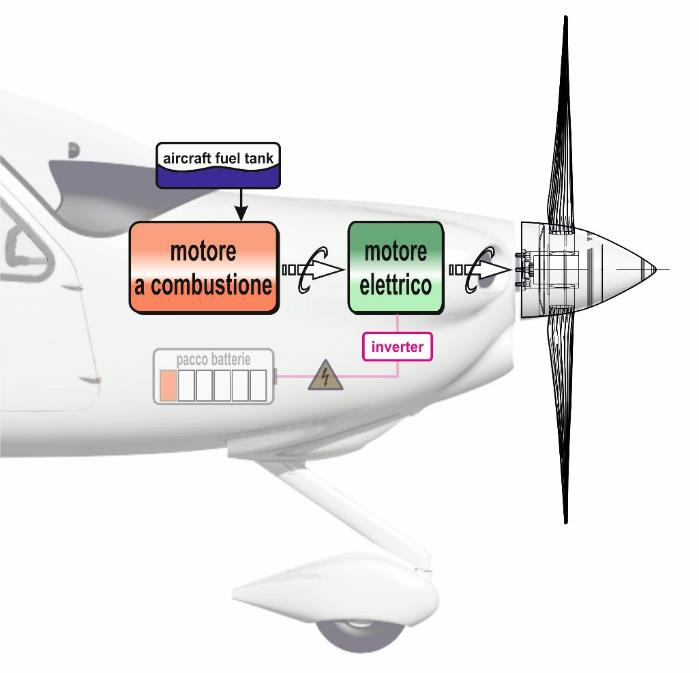 aircraft fuel tank
motore
a combustione
motore
elettrico
inverter
pacco batterie